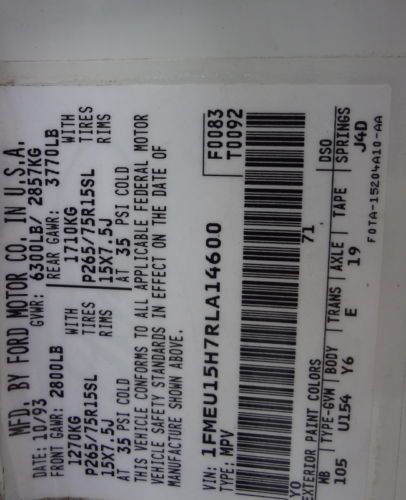 MFD. BY FORD MOTOR CO. IN U.S.A.
DATE: 10/93 GVWR: 6300LB/ 2857KG
FRONT GAWR: 2800LB REAR GAWR: 3770LB
1270KG WITH 1710KG WITH
P265/75R15SL TIRES P265/75R15SL TIRES
15X7.5J RIMS 15X7.5J RIMS
AT 35 PSI COLD AT 35 PSI COLD
THIS VEHICLE CONFORMS TO ALL APPLICABLE FEDERAL MOTOR
VEHICLE SAFETY STANDARDS IN EFFECT ON THE DATE OF
MANUFACTURE SHOWN ABOVE.
F0083
T0092
VIN: 1FMEU15H7RLA14600
TYPE: MPV
YO 71
EXTERIOR PAINT COLORS DSO
WB TYPE-GVW BODY TRANS AXLE TAPE SPRINGS
105 U154 Y6 E 19 J4D
F0TA-15204A10-AA